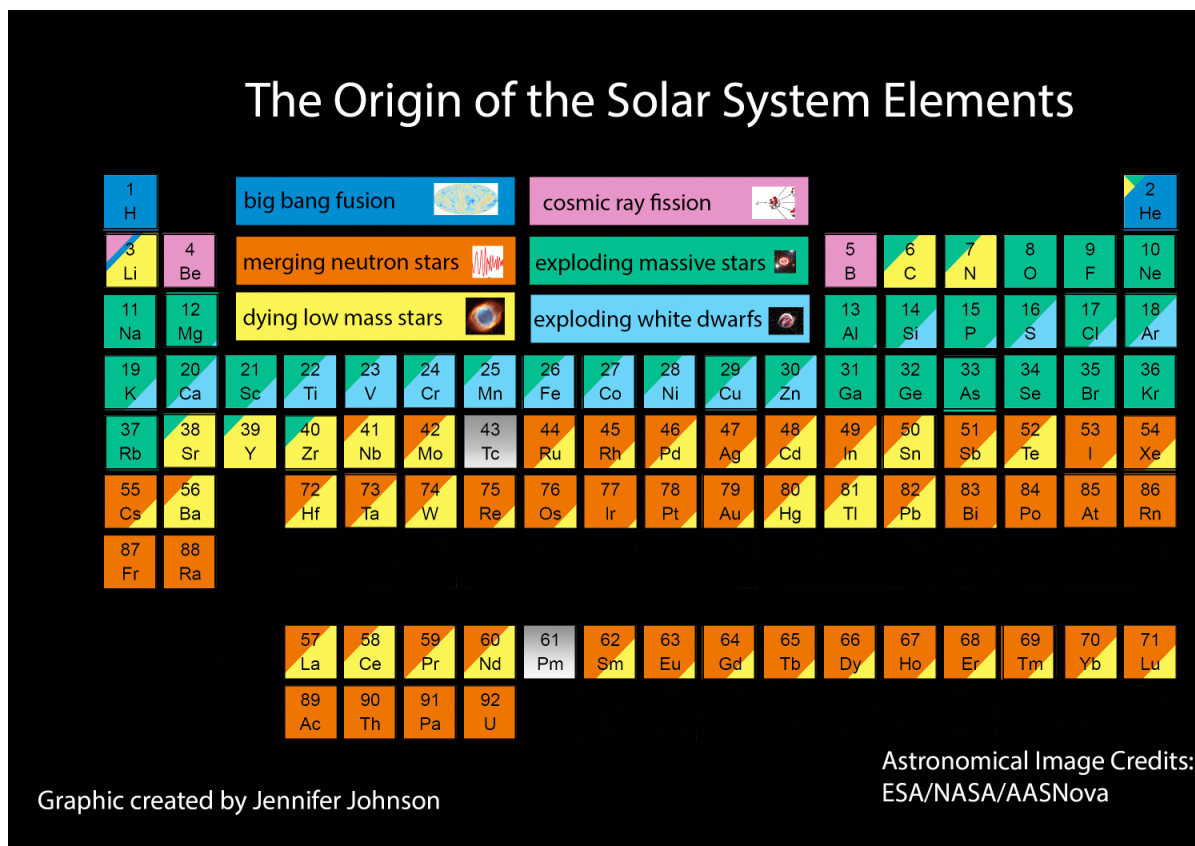 The Origin of the Solar System Elements
1 H
big bang fusion
cosmic ray fission
2 He
3 Li
4 Be
merging neutron stars
exploding massive stars
5 B
6 C
7 N
8 O
9 F
10 Ne
11 Na
12 Mg
dying low mass stars
exploding white dwarfs
13 Al
14 Si
15 P
16 S
17 Cl
18 Ar
19 K
20 Ca
21 Sc
22 Ti
23 V
24 Cr
25 Mn
26 Fe
27 Co
28 Ni
29 Cu
30 Zn
31 Ga
32 Ge
33 As
34 Se
35 Br
36 Kr
37 Rb
38 Sr
39 Y
40 Zr
41 Nb
42 Mo
43 Tc
44 Ru
45 Rh
46 Pd
47 Ag
48 Cd
49 In
50 Sn
51 Sb
52 Te
53 I
54 Xe
55 Cs
56 Ba
72 Hf
73 Ta
74 W
75 Re
76 Os
77 Ir
78 Pt
79 Au
80 Hg
81 Tl
82 Pb
83 Bi
84 Po
85 At
86 Rn
87 Fr
88 Ra
57 La
58 Ce
59 Pr
60 Nd
61 Pm
62 Sm
63 Eu
64 Gd
65 Tb
66 Dy
67 Ho
68 Er
69 Tm
70 Yb
71 Lu
89 Ac
90 Th
91 Pa
92 U
Graphic created by Jennifer Johnson
Astronomical Image Credits:
ESA/NASA/AASNova